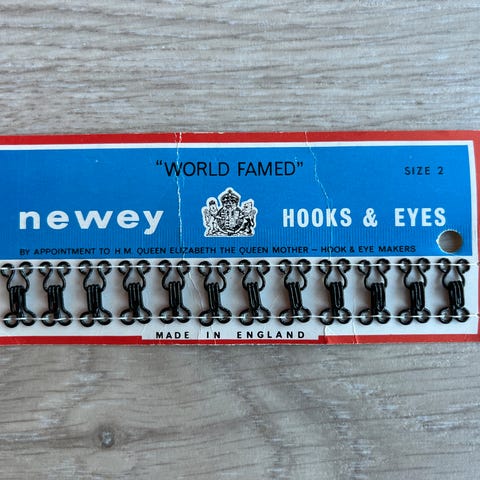 "WORLD FAMED"
SIZE 2
newey
HOOKS & EYES
BY APPOINTMENT TO H.M. QUEEN ELIZABETH THE QUEEN MOTHER – HOOK & EYE MAKERS
MADE IN ENGLAND